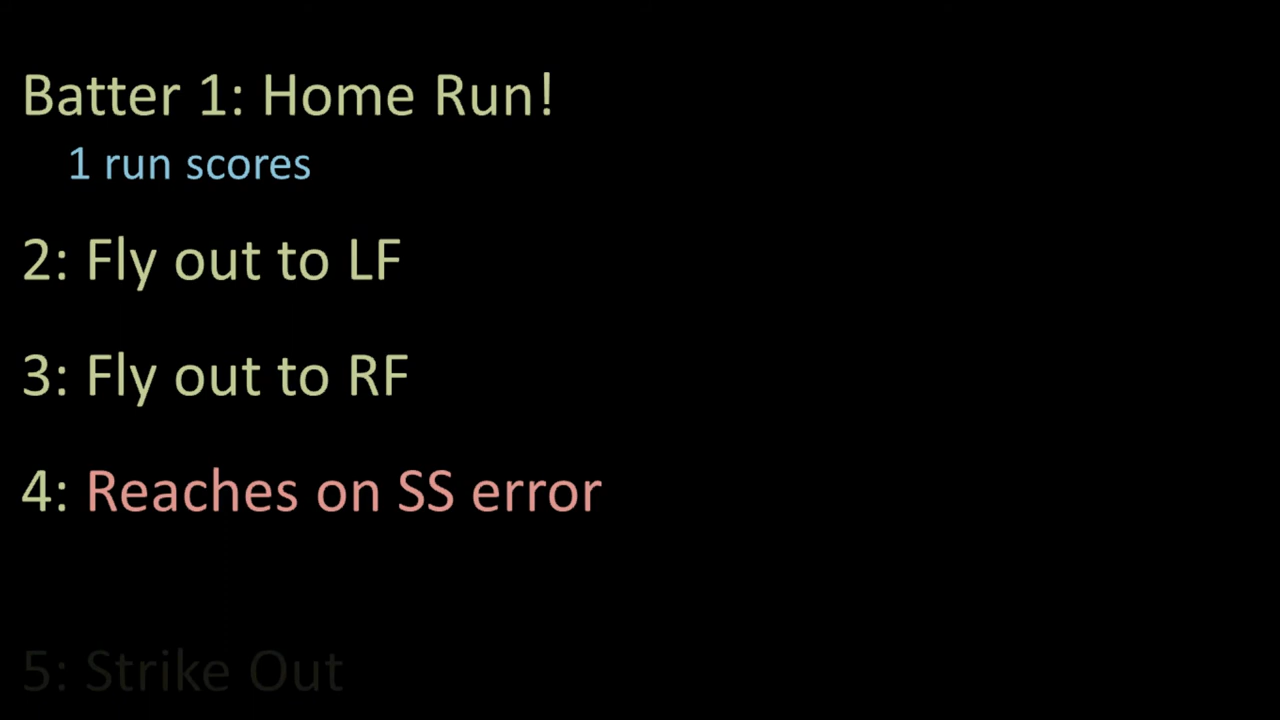 Batter 1: Home Run!
1 run scores
2: Fly out to LF
3: Fly out to RF
4: Reaches on SS error
5: Strike Out